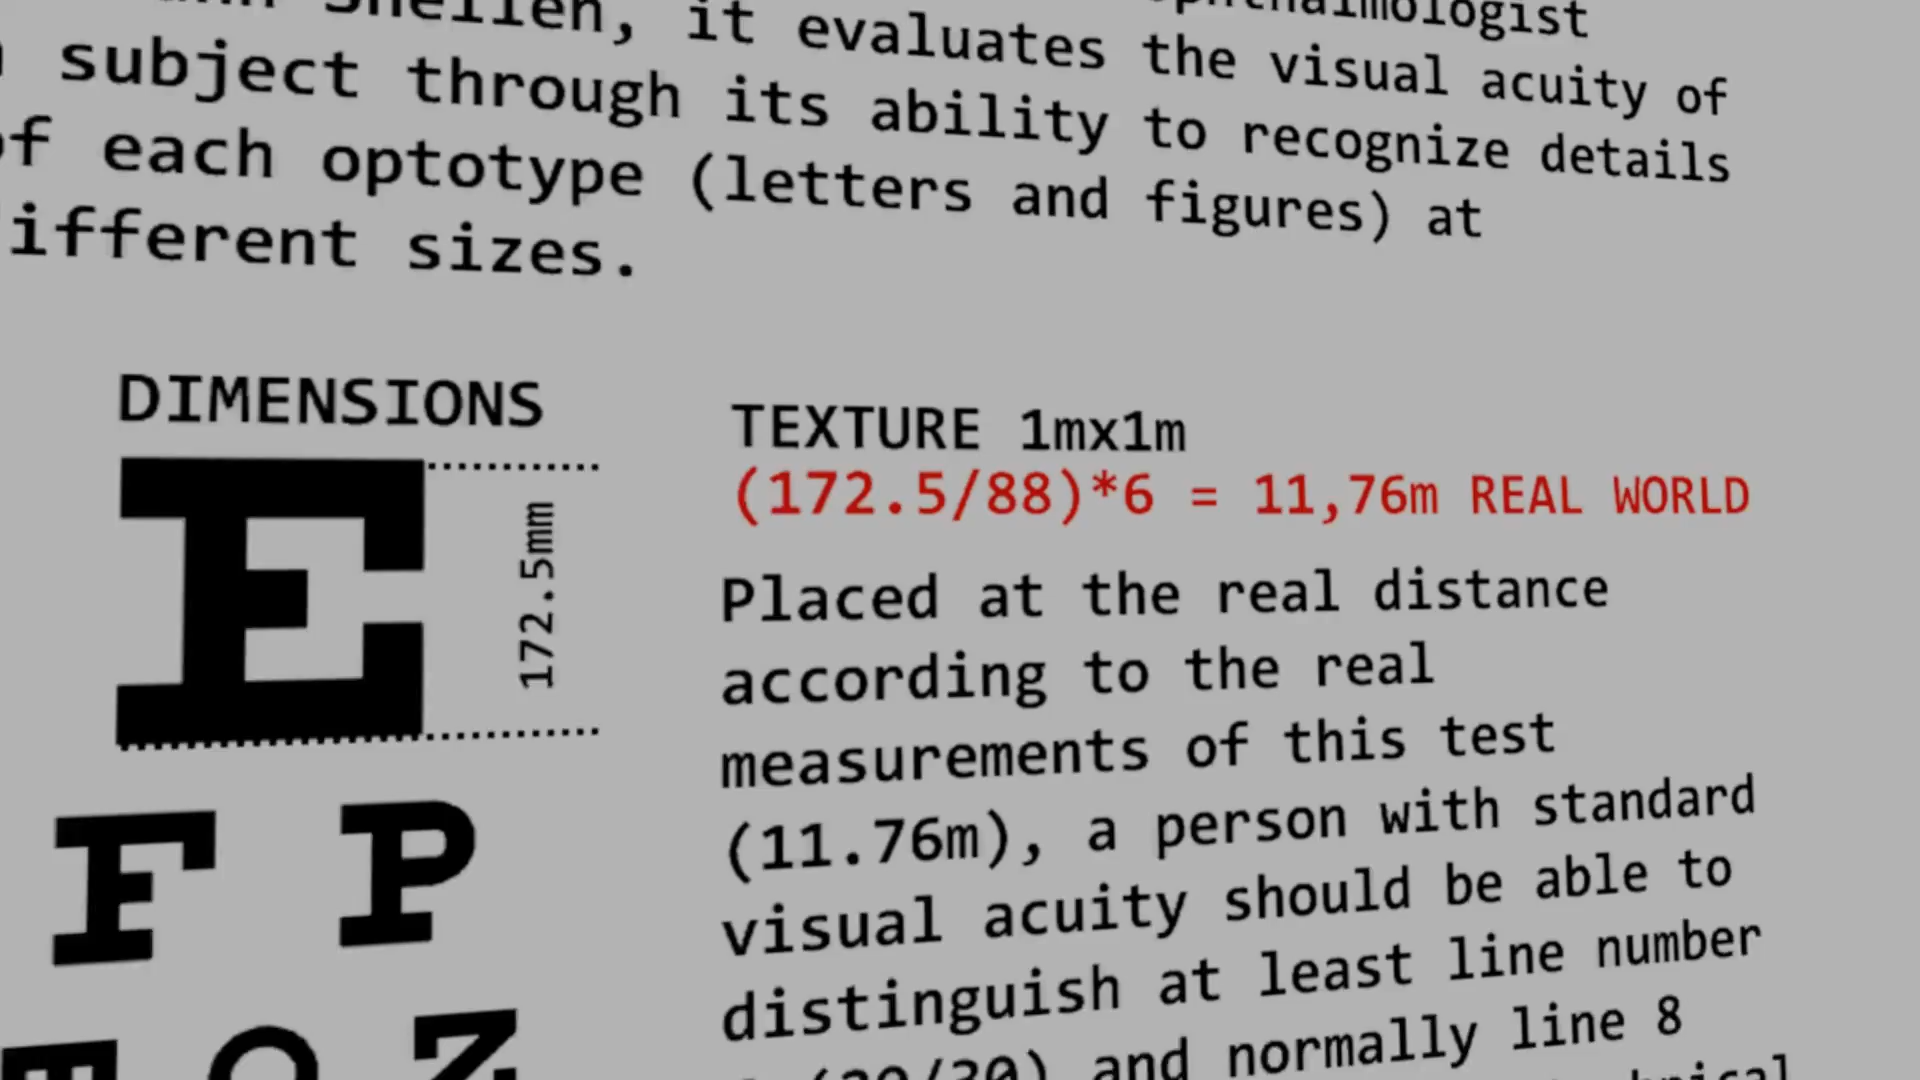 it evaluates the visual acuity of
subject through its ability to recognize details
of each optotype (letters and figures) at
ifferent sizes.
DIMENSIONS
E
172.5mm
F P
Z
TEXTURE 1mx1m
(172.5/88)*6 = 11,76m REAL WORLD
Placed at the real distance
according to the real
measurements of this test
(11.76m), a person with standard
visual acuity should be able to
distinguish at least line number
and normally line 8